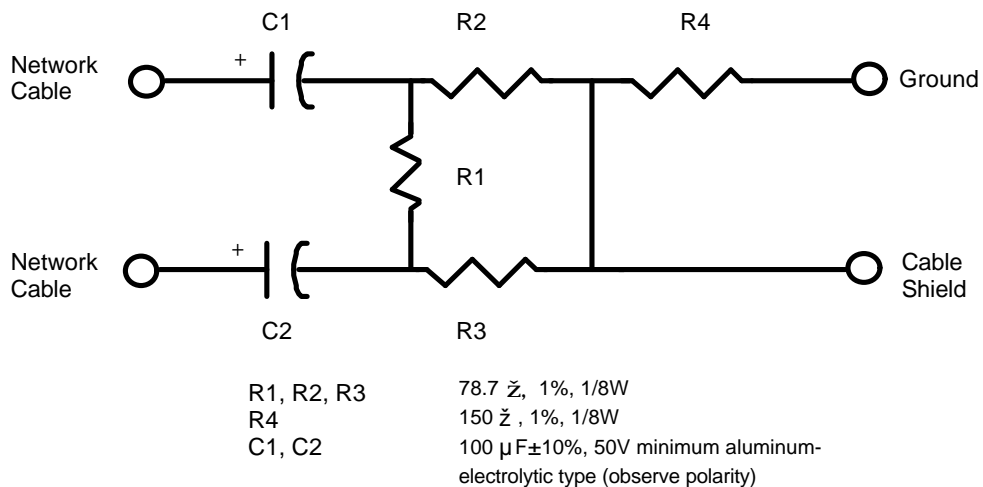 C1 R2 R4
+
Network
Cable
Ground
R1
+
Network
Cable
Cable
Shield
C2 R3
R1, R2, R3 78.7 ž, 1%, 1/8W
R4 150 ž , 1%, 1/8W
C1, C2 100 µF±10%, 50V minimum aluminum-
electrolytic type (observe polarity)